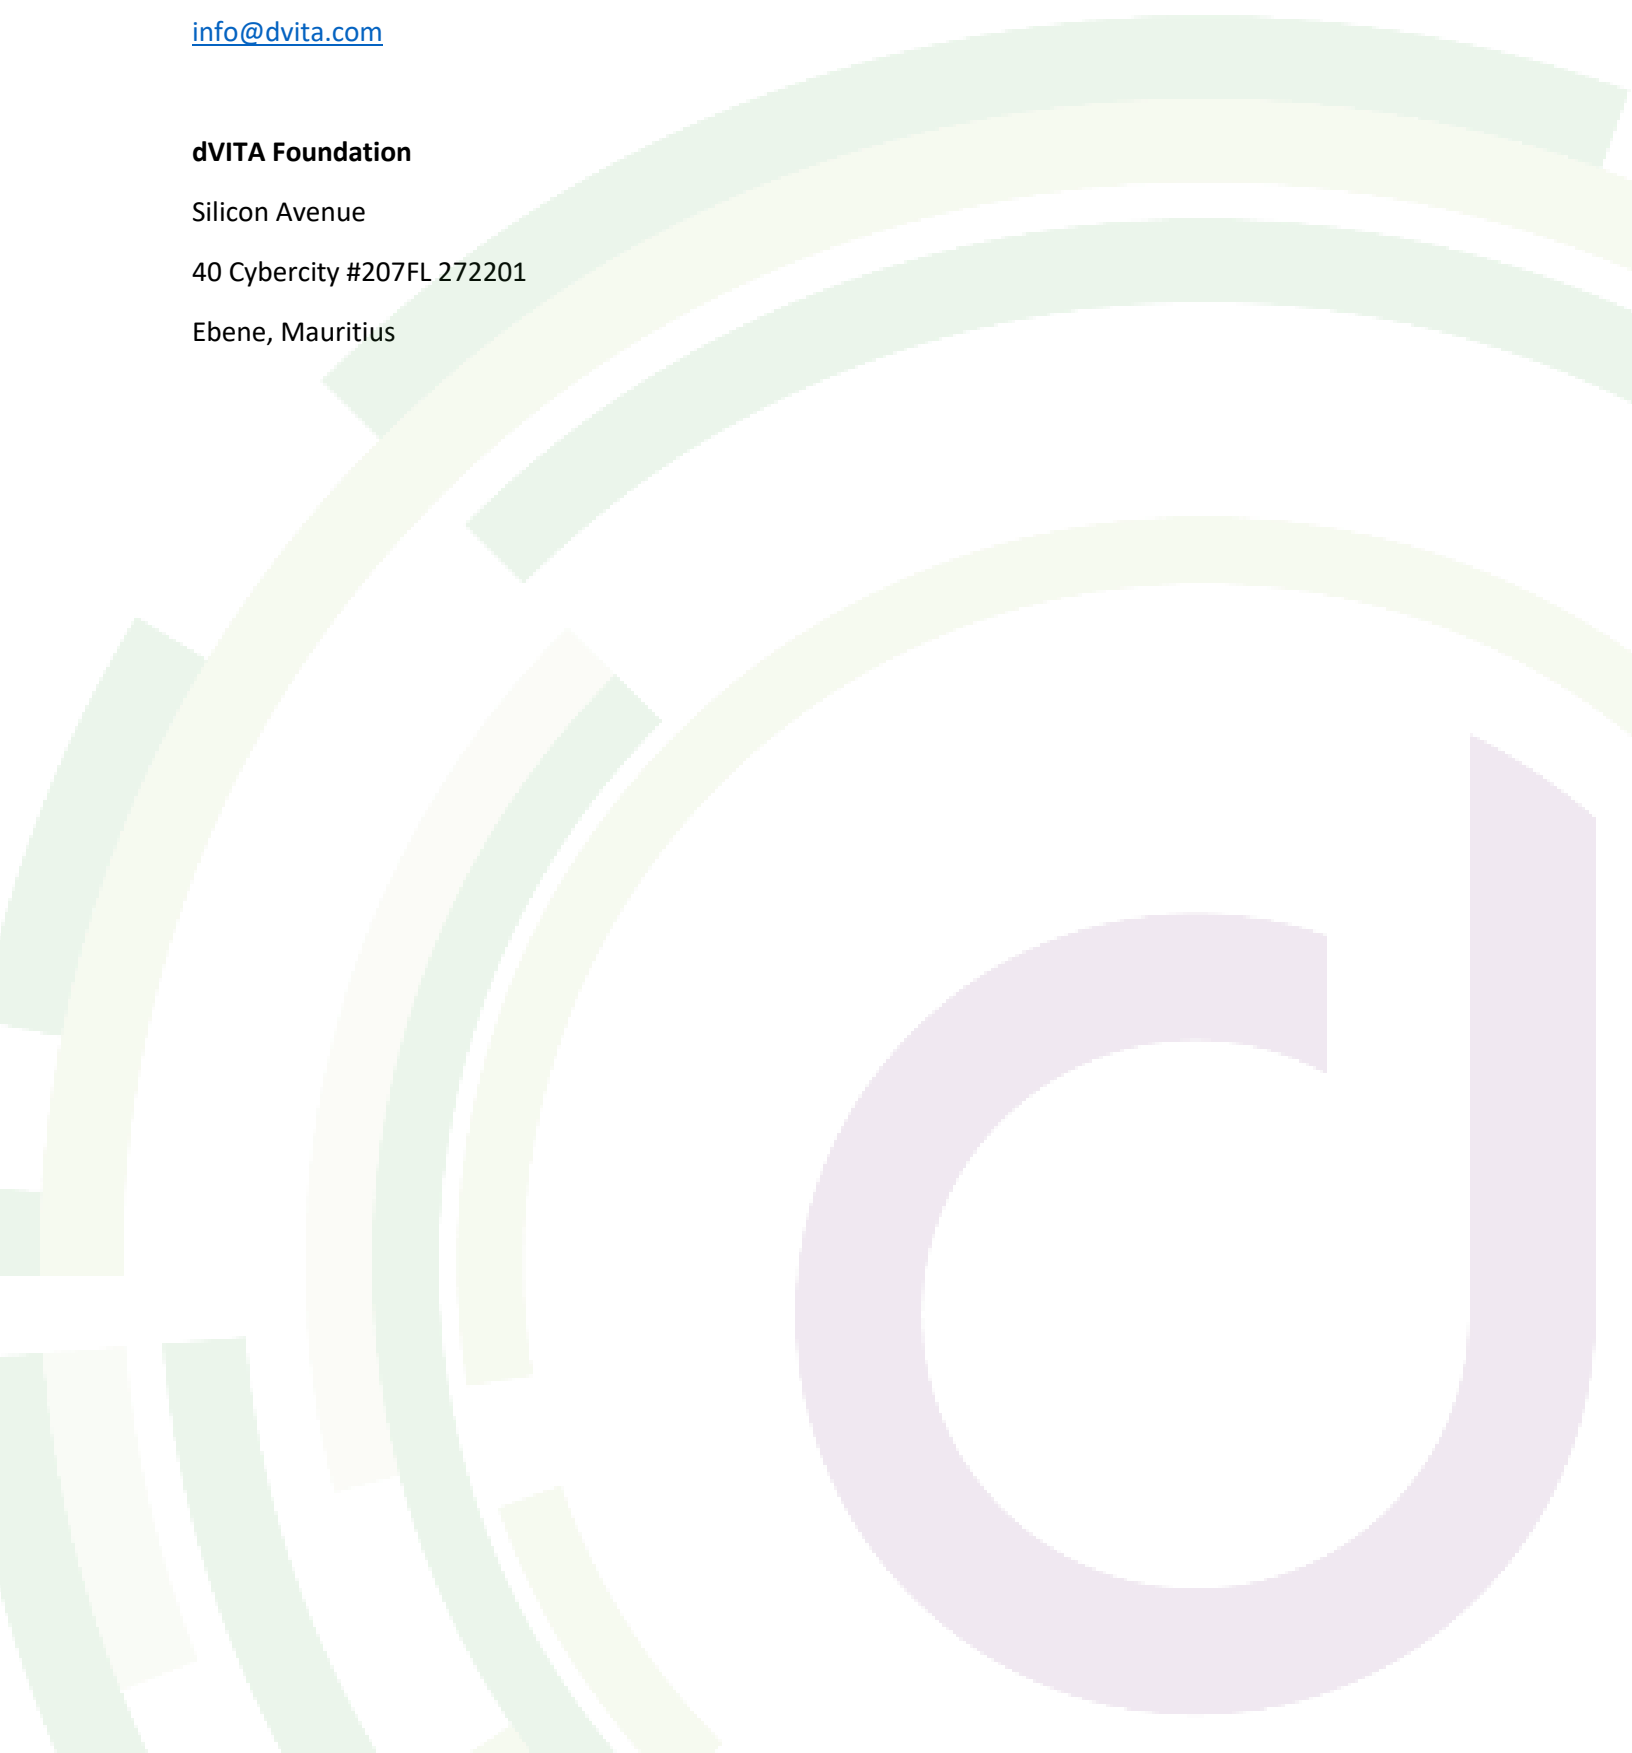 info@dvita.com
dVITA Foundation
Silicon Avenue
40 Cybercity #207FL 272201
Ebene, Mauritius